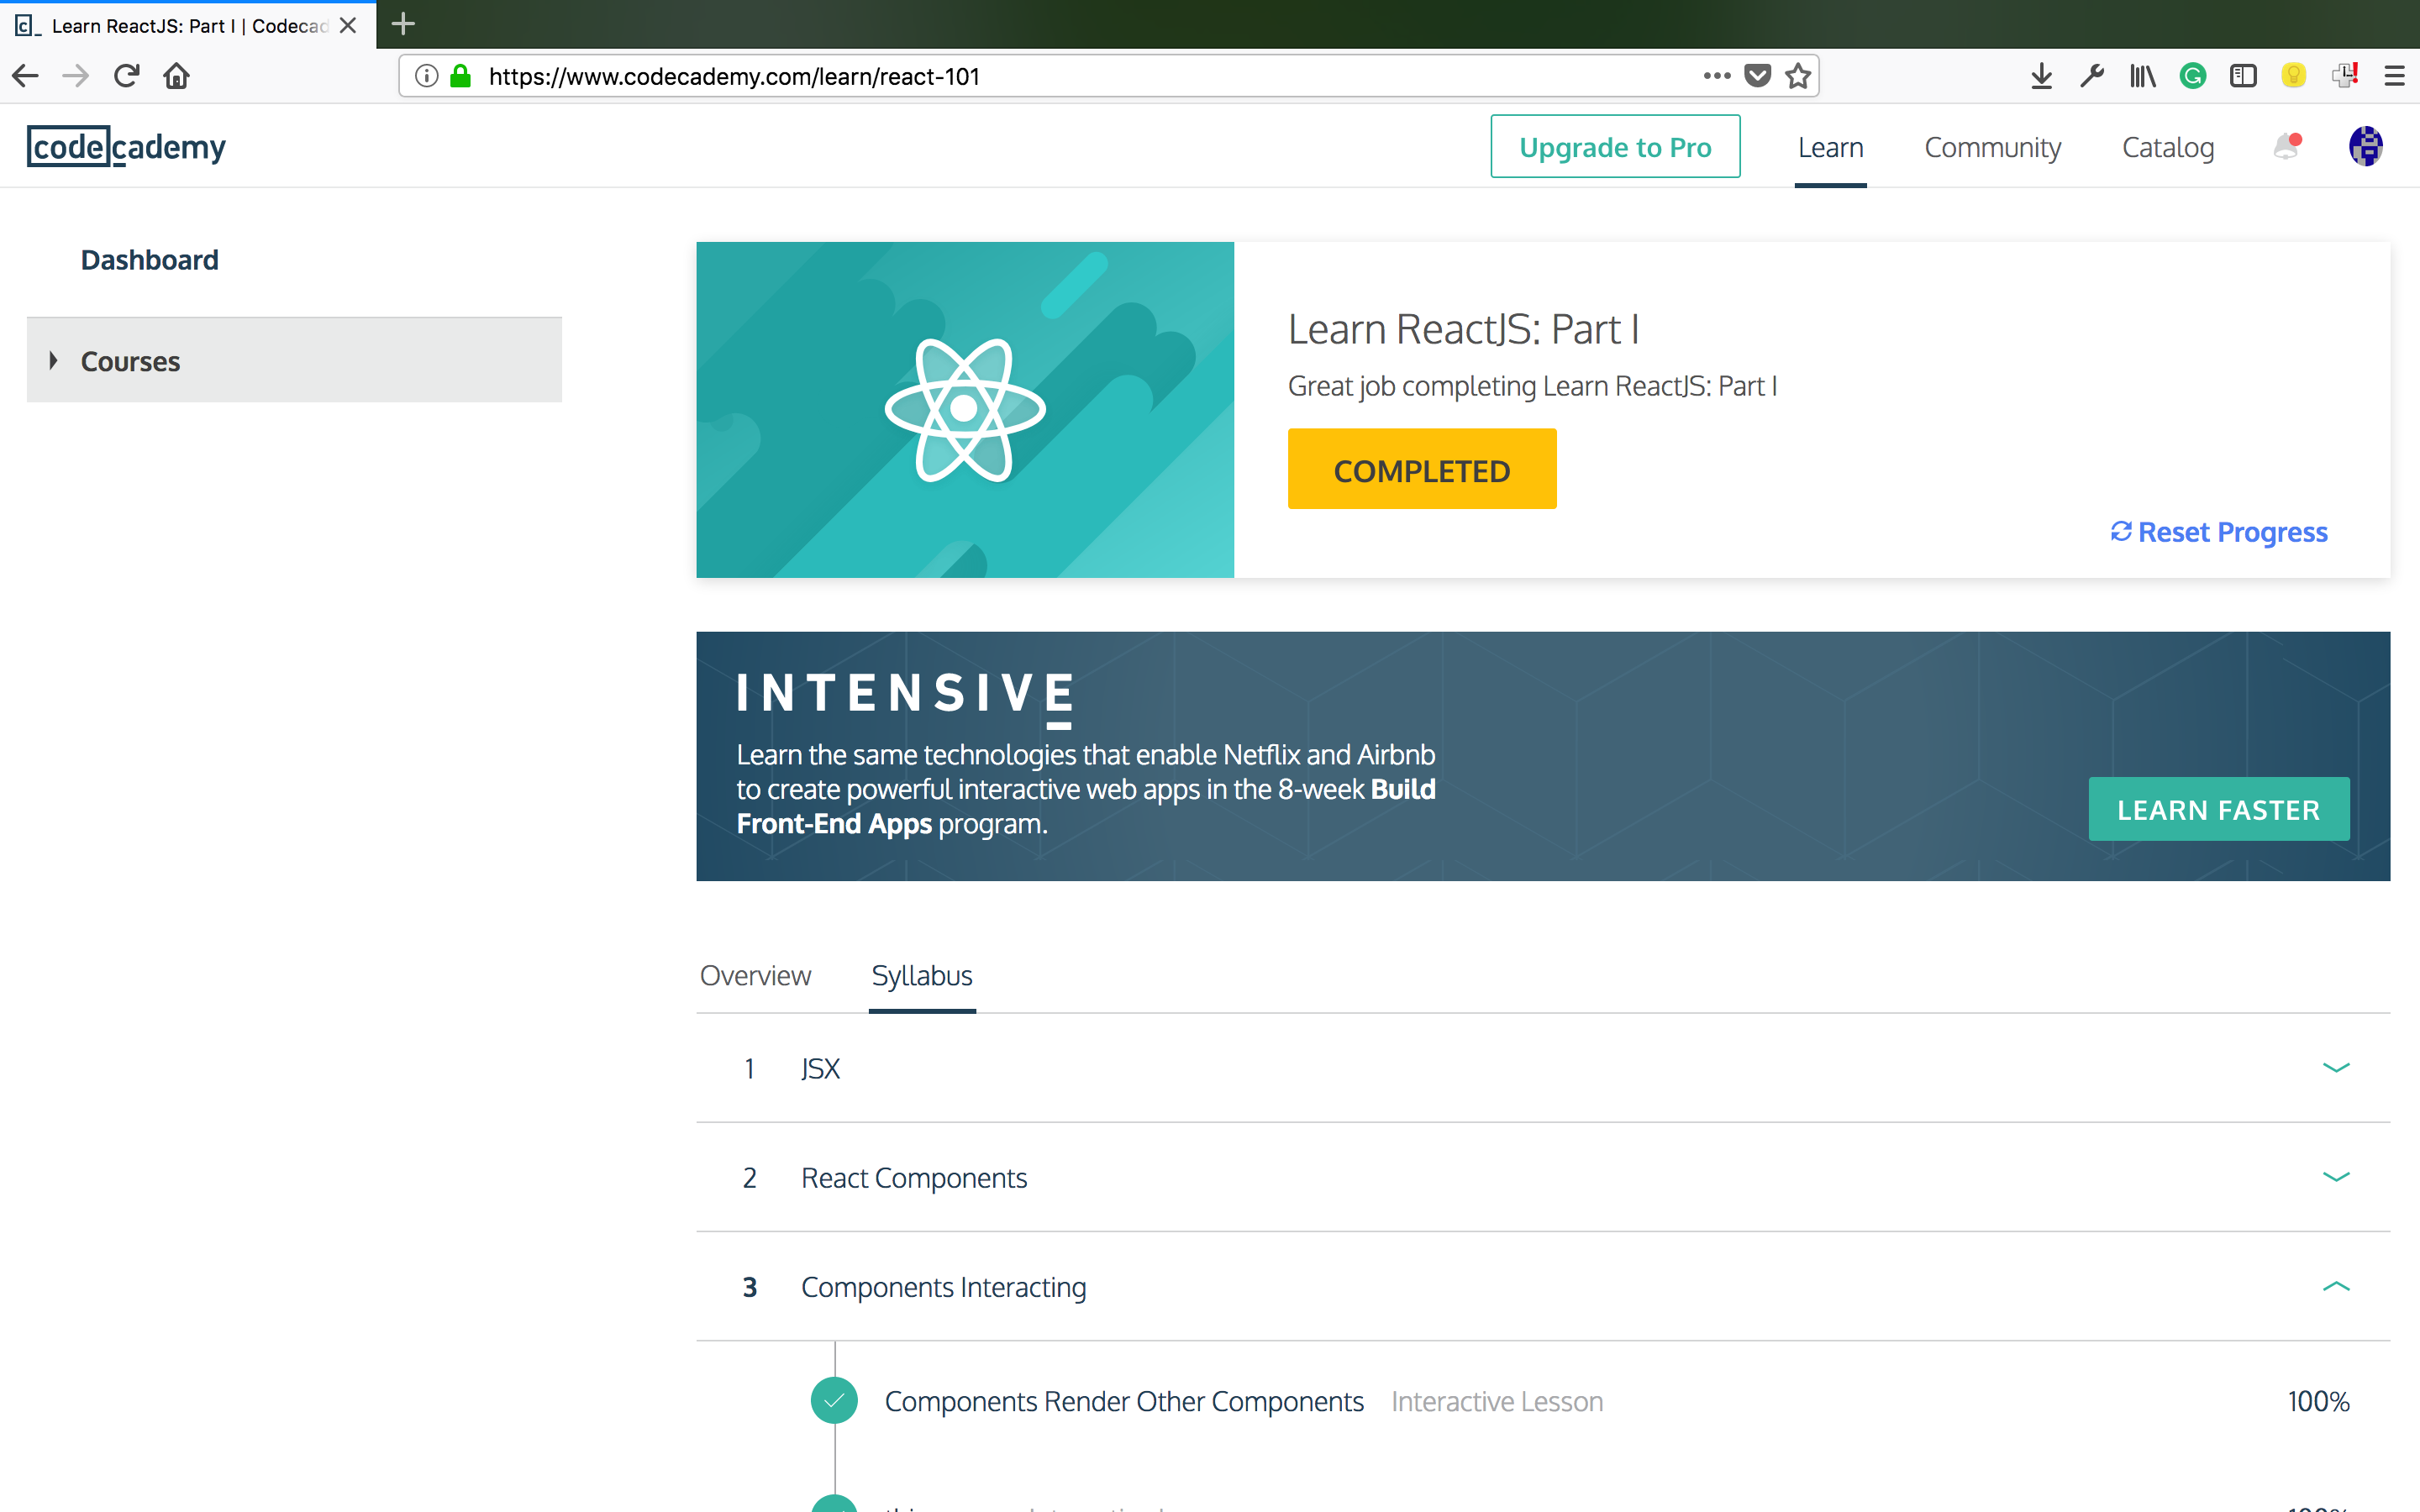 Learn ReactJS: Part I | Codecad
https://www.codecademy.com/learn/react-101
codecademy
Upgrade to Pro
Learn
Community
Catalog
Dashboard
Courses
Learn ReactJS: Part I
Great job completing Learn ReactJS: Part I
COMPLETED
Reset Progress
INTENSIVE
Learn the same technologies that enable Netflix and Airbnb
to create powerful interactive web apps in the 8-week Build
Front-End Apps program.
LEARN FASTER
Overview
Syllabus
1 JSX
2 React Components
3 Components Interacting
Components Render Other Components Interactive Lesson 100%